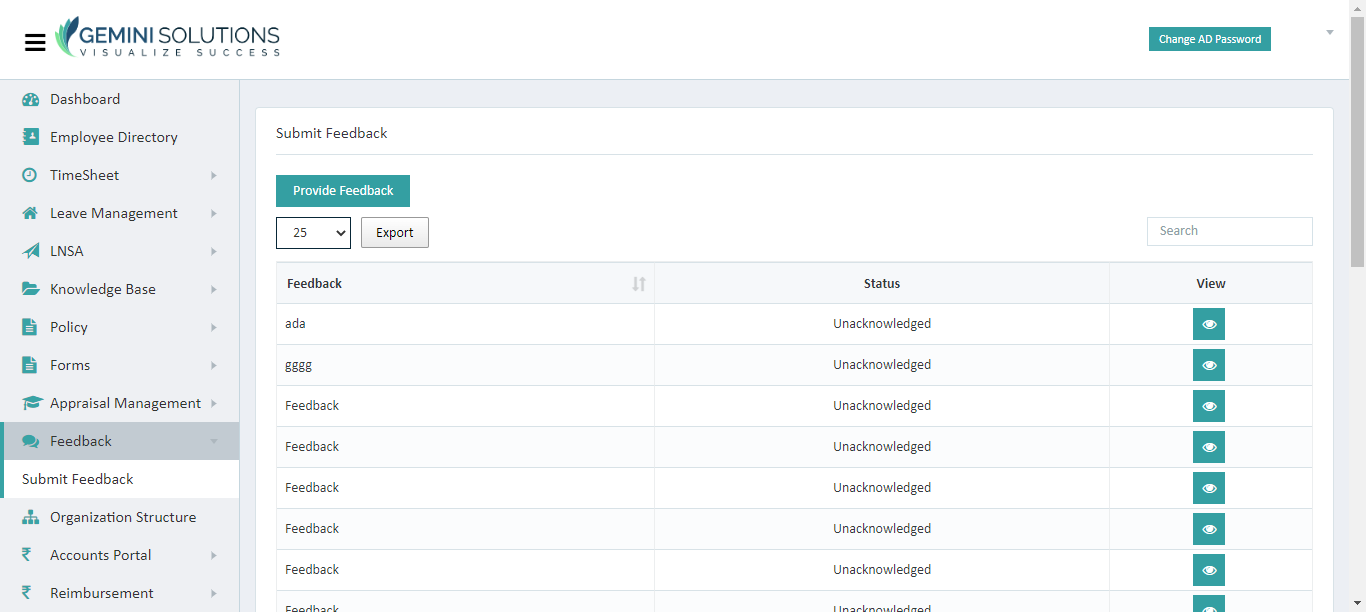 GEMINI SOLUTIONS
VISUALIZE SUCCESS
Change AD Password
Dashboard
Employee Directory
TimeSheet
Leave Management
LNSA
Knowledge Base
Policy
Forms
Appraisal Management
Feedback
Submit Feedback
Organization Structure
Accounts Portal
Reimbursement
Submit Feedback
Provide Feedback
25 Export Search
Feedback Status View
ada Unacknowledged
gggg Unacknowledged
Feedback Unacknowledged
Feedback Unacknowledged
Feedback Unacknowledged
Feedback Unacknowledged
Feedback Unacknowledged
Feedback Unacknowledged